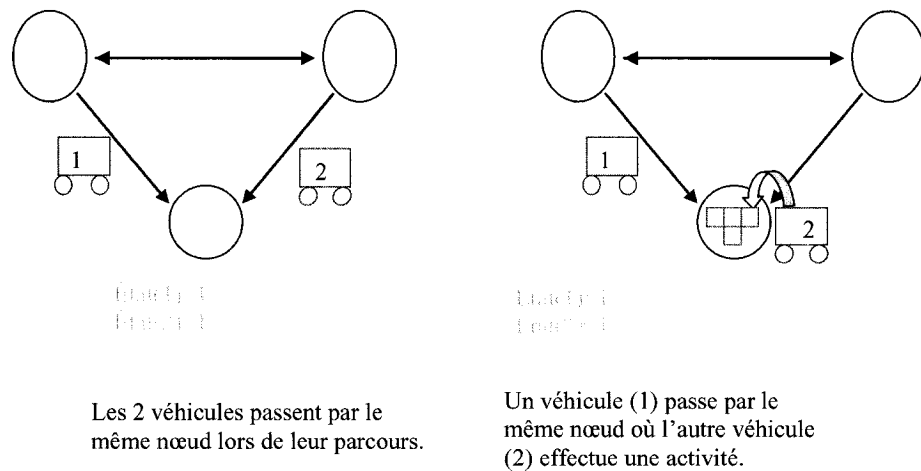 1
2
1
2
Les 2 véhicules passent par le
même nœud lors de leur parcours.
Un véhicule (1) passe par le
même nœud où l'autre véhicule
(2) effectue une activité.